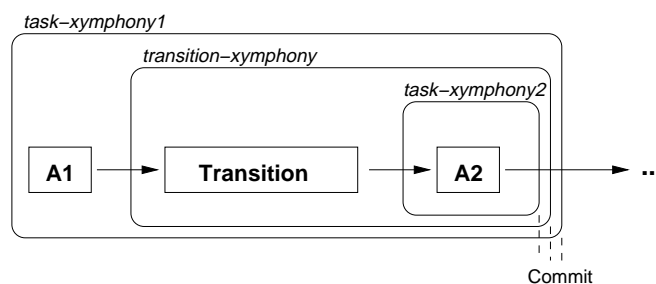 task−xymphony1
transition−xymphony
task−xymphony2
A1 Transition A2 ..
Commit